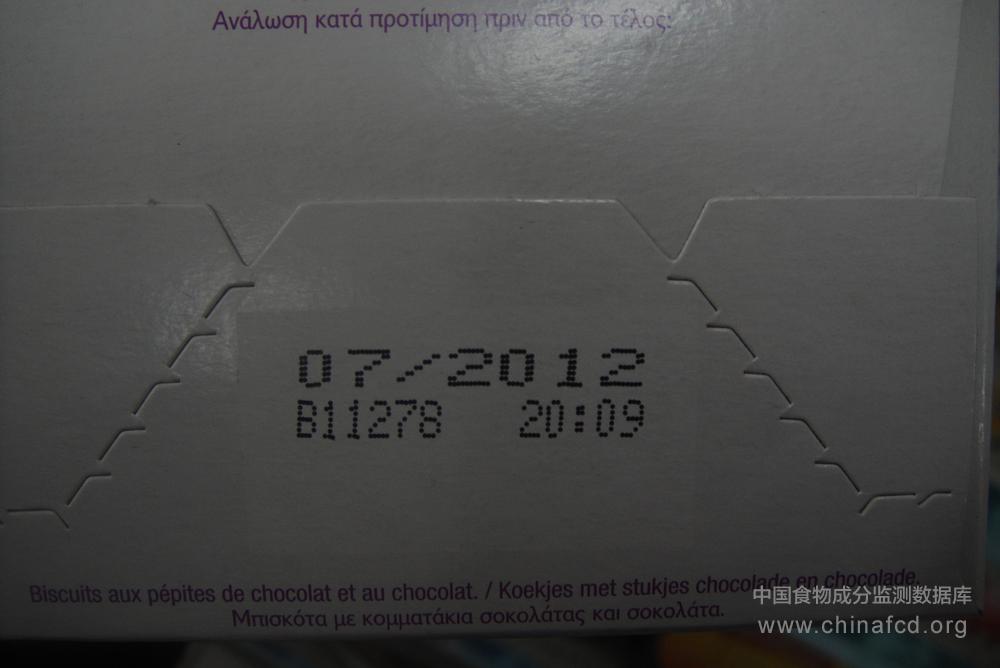 Ανάλωση κατά προτίμηση πριν από το τέλος:
07/2012
B11278 20:09
Biscuits aux pépites de chocolat et au chocolat. / Koekjes met stukjes chocolade en chocolade.
Μπισκότα με κομματάκια σοκολάτας και σοκολάτα.
中国食物成分监测数据库
www.chinafcd.org